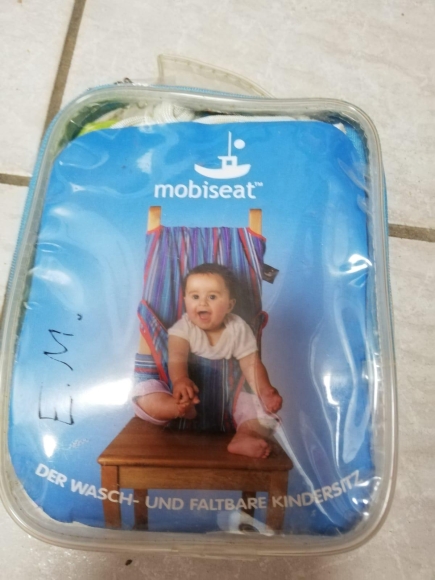 mobiseat™
E.M.
DER WASCH- UND FALTBARE KINDERSITZ